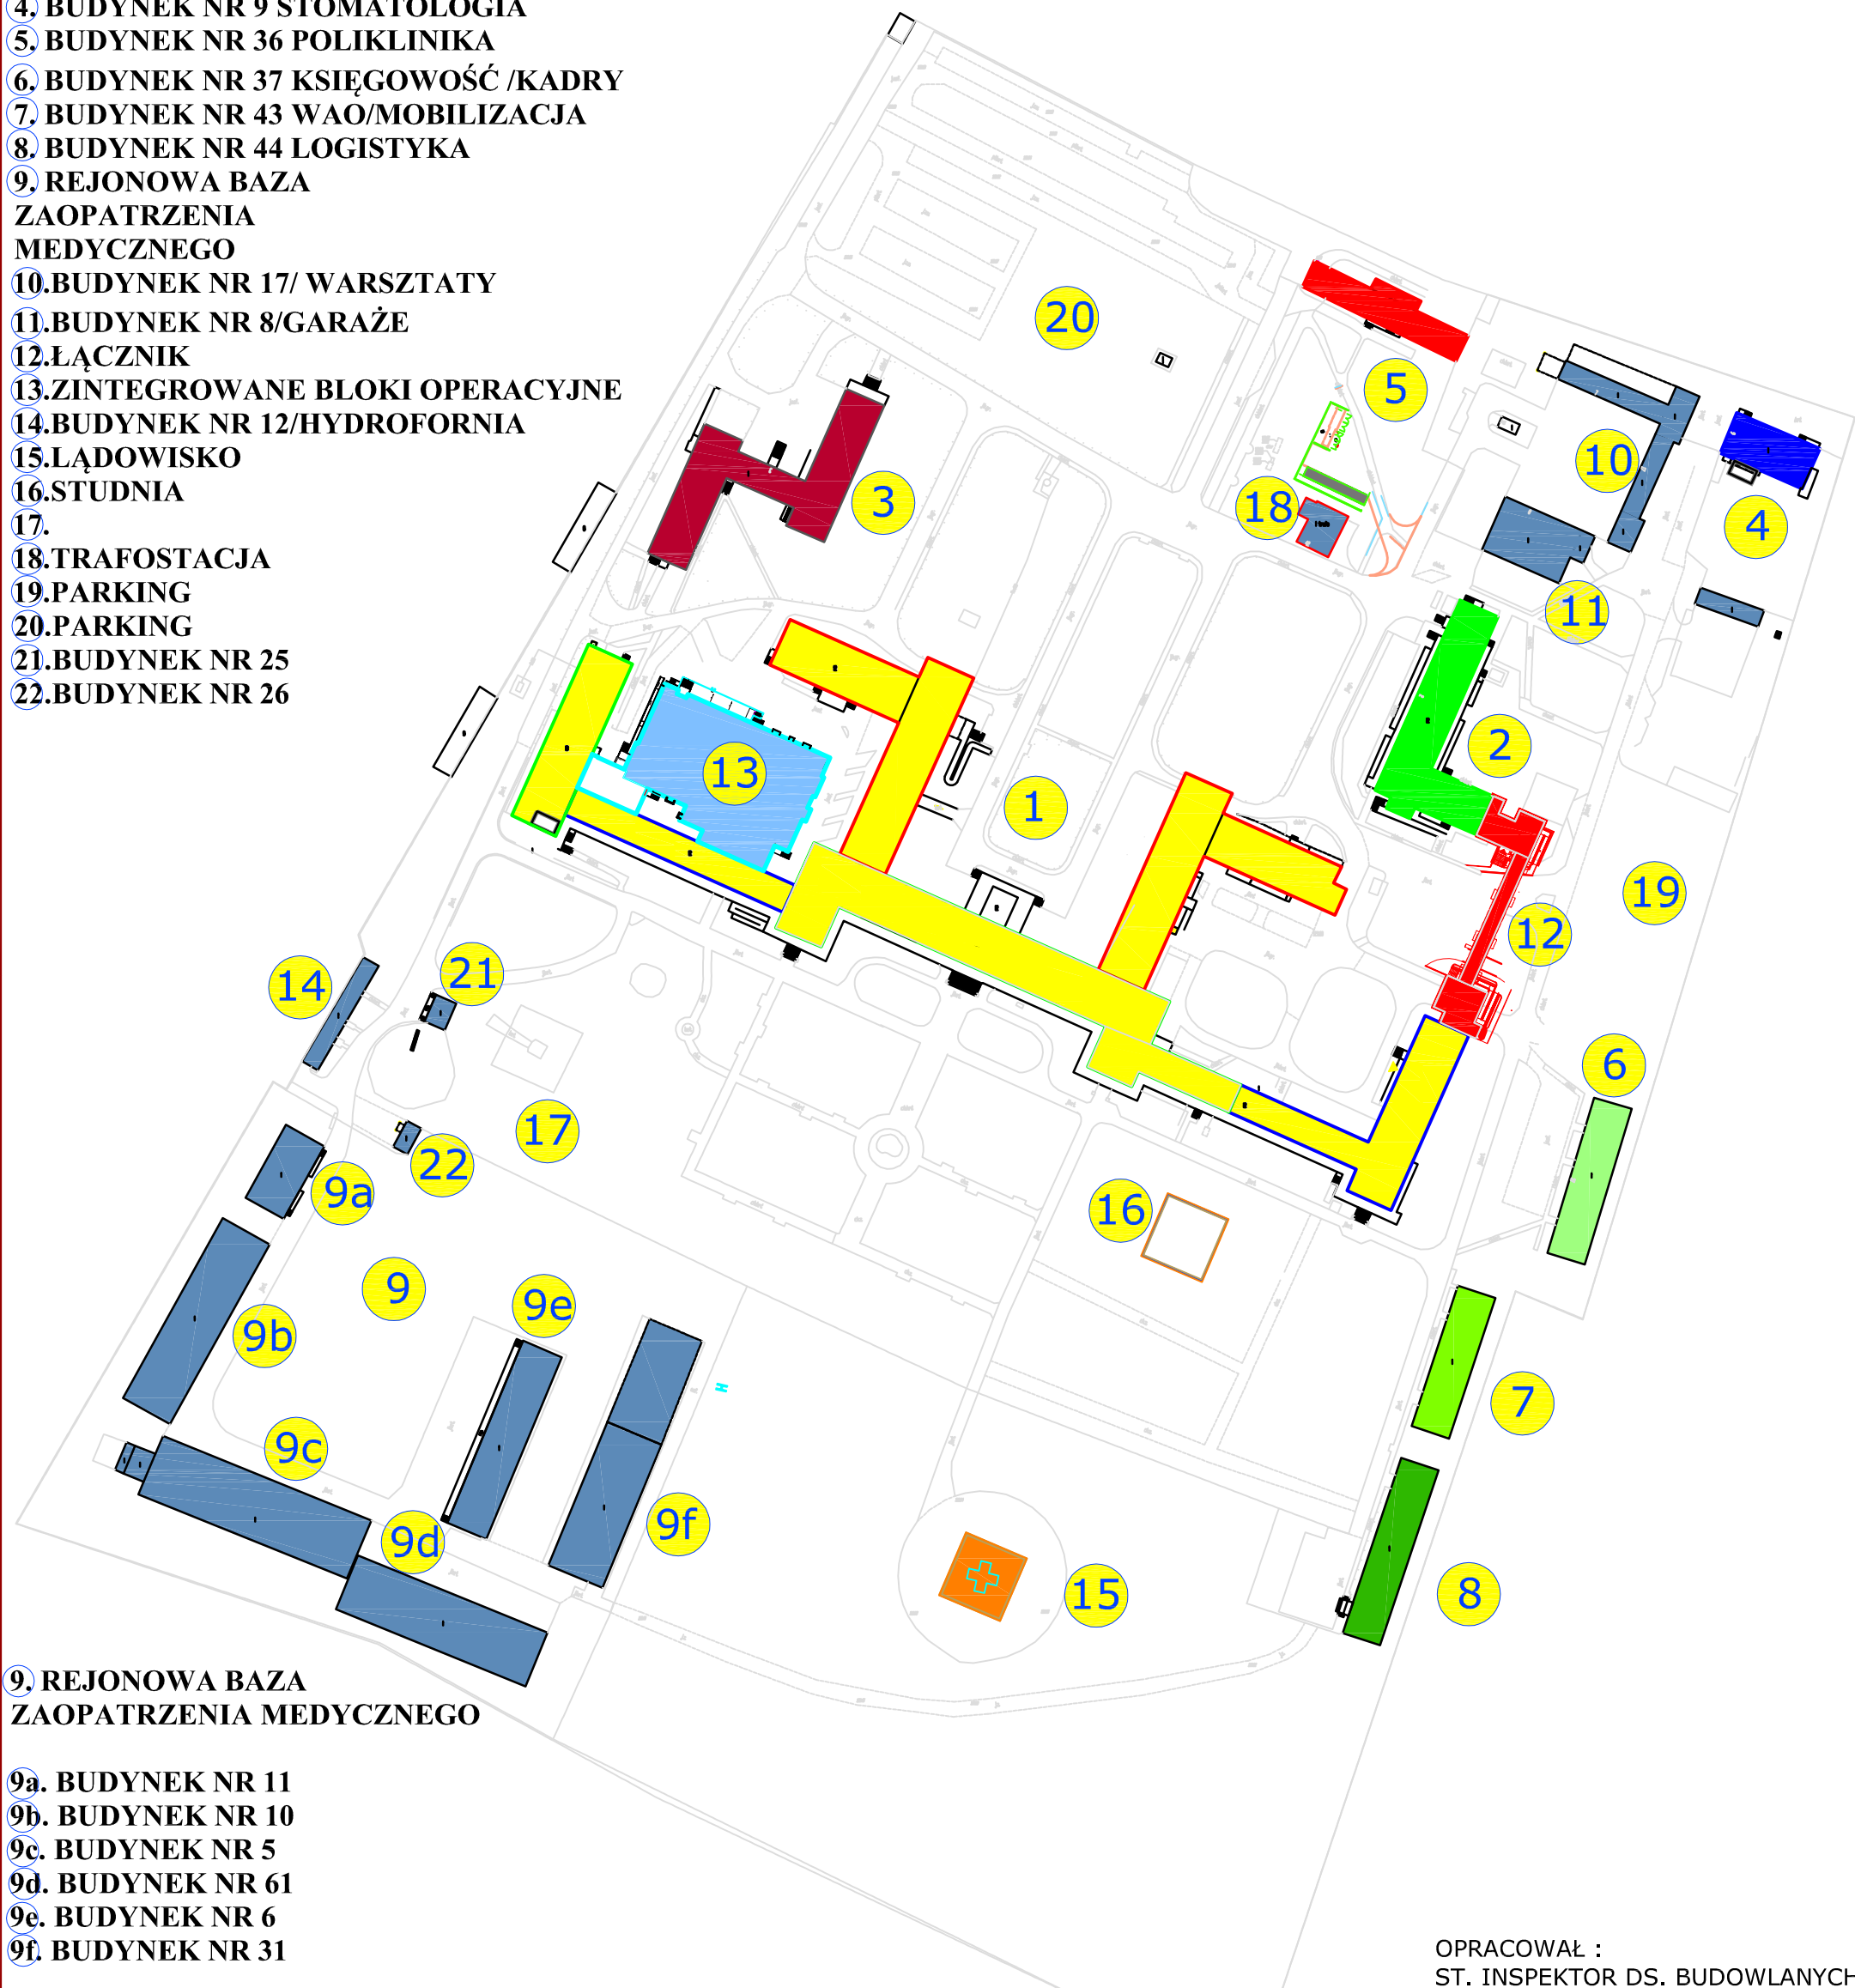 4. BUDYNEK NR 9 STOMATOLOGIA
5. BUDYNEK NR 36 POLIKLINIKA
6. BUDYNEK NR 37 KSIĘGOWOŚĆ /KADRY
7. BUDYNEK NR 43 WAO/MOBILIZACJA
8. BUDYNEK NR 44 LOGISTYKA
9. REJONOWA BAZA
ZAOPATRZENIA
MEDYCZNEGO
10.BUDYNEK NR 17/ WARSZTATY
11.BUDYNEK NR 8/GARAŻE
12.ŁĄCZNIK
13.ZINTEGROWANE BLOKI OPERACYJNE
14.BUDYNEK NR 12/HYDROFORNIA
15.LĄDOWISKO
16.STUDNIA
17.
18.TRAFOSTACJA
19.PARKING
20.PARKING
21.BUDYNEK NR 25
22.BUDYNEK NR 26
20
5
3
18
10
4
11
2
13
1
19
12
14
21
6
17
22
9a
16
9
9e
9b
7
9c
9d
9f
15
8
H
9. REJONOWA BAZA
ZAOPATRZENIA MEDYCZNEGO
9a. BUDYNEK NR 11
9b. BUDYNEK NR 10
9c. BUDYNEK NR 5
9d. BUDYNEK NR 61
9e. BUDYNEK NR 6
9f. BUDYNEK NR 31
OPRACOWAŁ :
ST. INSPEKTOR DS. BUDOWLANYCH